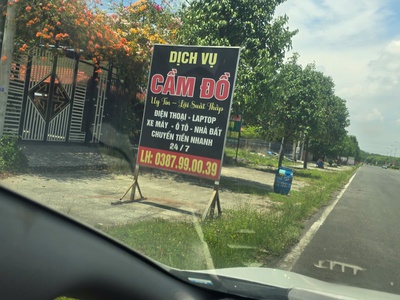 DỊCH VỤ
CẦM ĐỒ
Uy Tín - Lãi Suất Thấp
ĐIỆN THOẠI - LAPTOP
XE MÁY - Ô TÔ - NHÀ ĐẤT
CHUYỂN TIỀN NHANH
24/7
LH: 0387.99.00.39